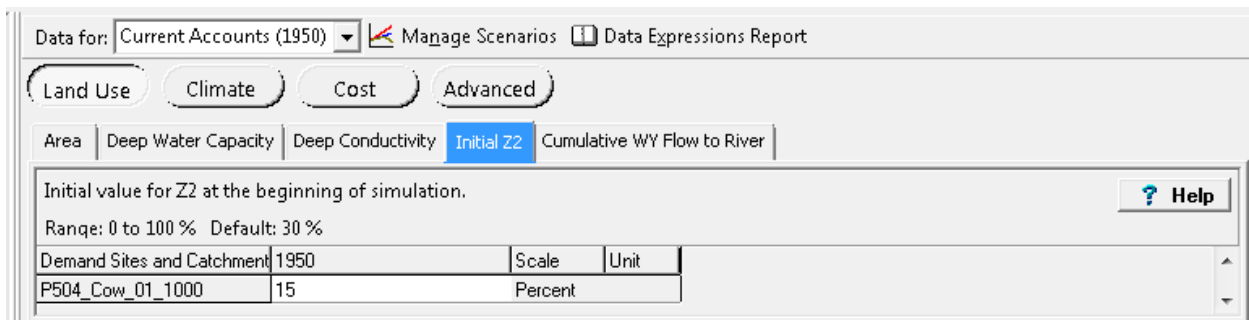 Data for: Current Accounts (1950) Manage Scenarios Data Expressions Report
Land Use Climate Cost Advanced
Area Deep Water Capacity Deep Conductivity Initial Z2 Cumulative WY Flow to River
Initial value for Z2 at the beginning of simulation.
? Help
Range: 0 to 100 % Default: 30 %
Demand Sites and Catchment 1950 Scale Unit
P504_Cow_01_1000 15 Percent